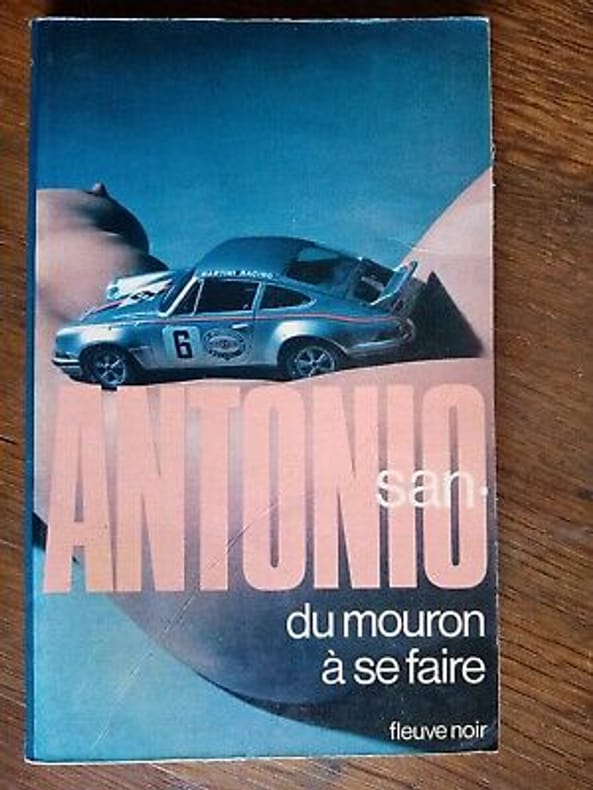 MARTINI RACING
6
ANTONIO
san-
du mouron
à se faire
fleuve noir